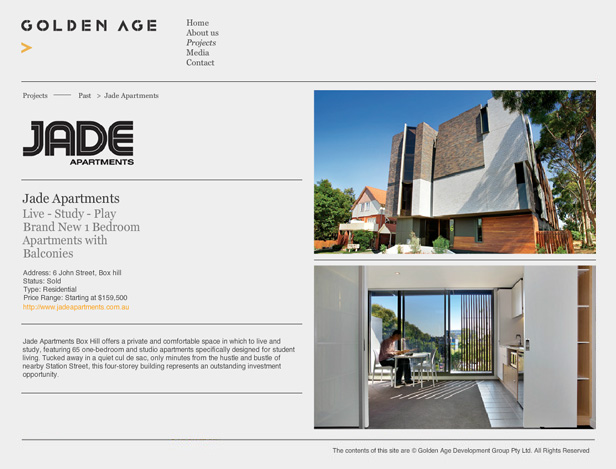 GOLDEN AGE
Home
About us
Projects
Media
Contact
Projects Past > Jade Apartments
JADE
APARTMENTS
Jade Apartments
Live - Study - Play
Brand New 1 Bedroom
Apartments with
Balconies
Address: 6 John Street, Box hill
Status: Sold
Type: Residential
Price Range: Starting at $159,500
http://www.jadeapartments.com.au
Jade Apartments Box Hill offers a private and comfortable space in which to live and
study, featuring 65 one-bedroom and studio apartments specifically designed for student
living. Tucked away in a quiet cul de sac, only minutes from the hustle and bustle of
nearby Station Street, this four-storey building represents an outstanding investment
opportunity.
The contents of this site are © Golden Age Development Group Pty Ltd. All Rights Reserved